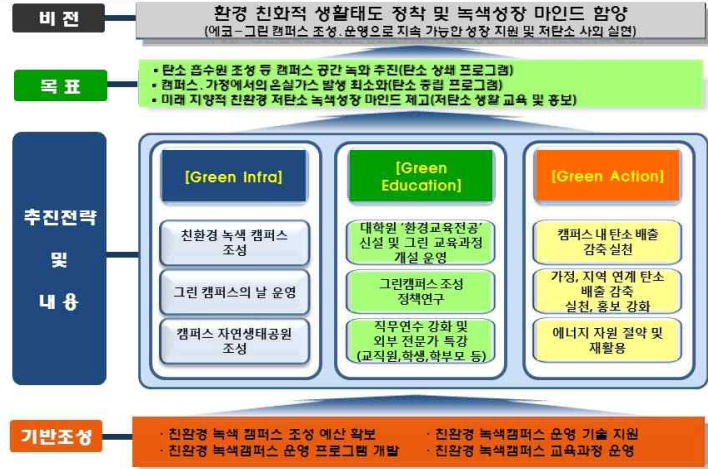 비 전
환경 친화적 생활태도 정착 및 녹색성장 마인드 함양
(에코-그린 캠퍼스 조성.운영으로 지속 가능한 성장 지원 및 저탄소 사회 실현)
목 표
• 탄소 흡수원 조성 등 캠퍼스 공간 녹화 추진(탄소 상쇄 프로그램)
• 캠퍼스.가정에서의 온실가스 발생 최소화(탄소 중립 프로그램)
• 미래 지향적 친환경 저탄소 녹색성장 마인드 제고(저탄소 생활 교육 및 홍보)
추진전략
및
내 용
[Green Infra]
친환경 녹색 캠퍼스
조성
그린 캠퍼스의 날 운영
캠퍼스 자연생태공원
조성
[Green
Education]
대학원 '환경교육전공'
신설 및 그린 교육과정
개설 운영
그린캠퍼스 조성
정책연구
직무연수 강화 및
외부 전문가 특강
(교직원,학생,학부모 등)
[Green Action]
캠퍼스 내 탄소 배출
감축 실천
가정, 지역 연계 탄소
배출 감축
실천, 홍보 강화
에너지 자원 절약 및
재활용
기반조성
· 친환경 녹색 캠퍼스 조성 예산 확보
· 친환경 녹색캠퍼스 운영 기술 지원
· 친환경 녹색캠퍼스 운영 프로그램 개발
· 친환경 녹색캠퍼스 교육과정 운영